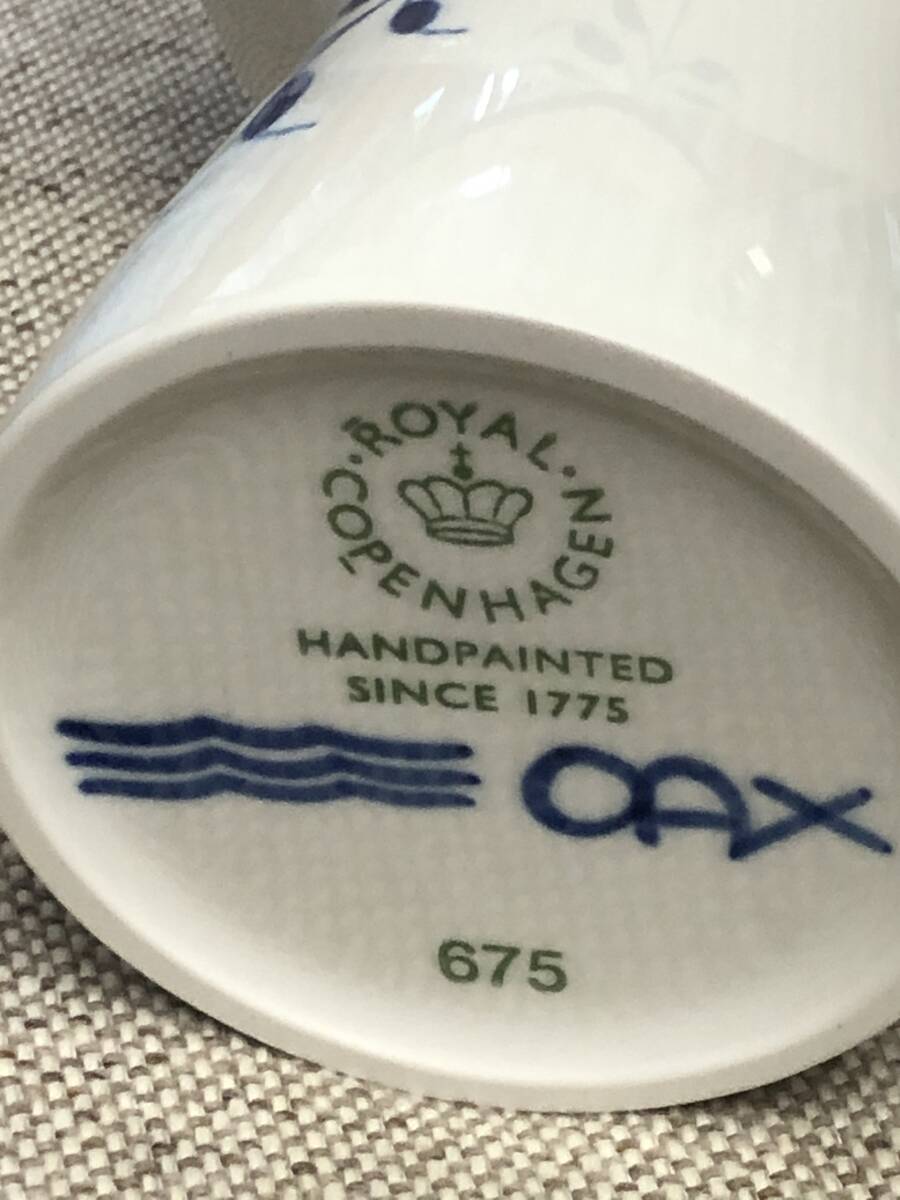 ROYAL
COPENHAGEN
HANDPAINTED
SINCE 1775
OAX
675